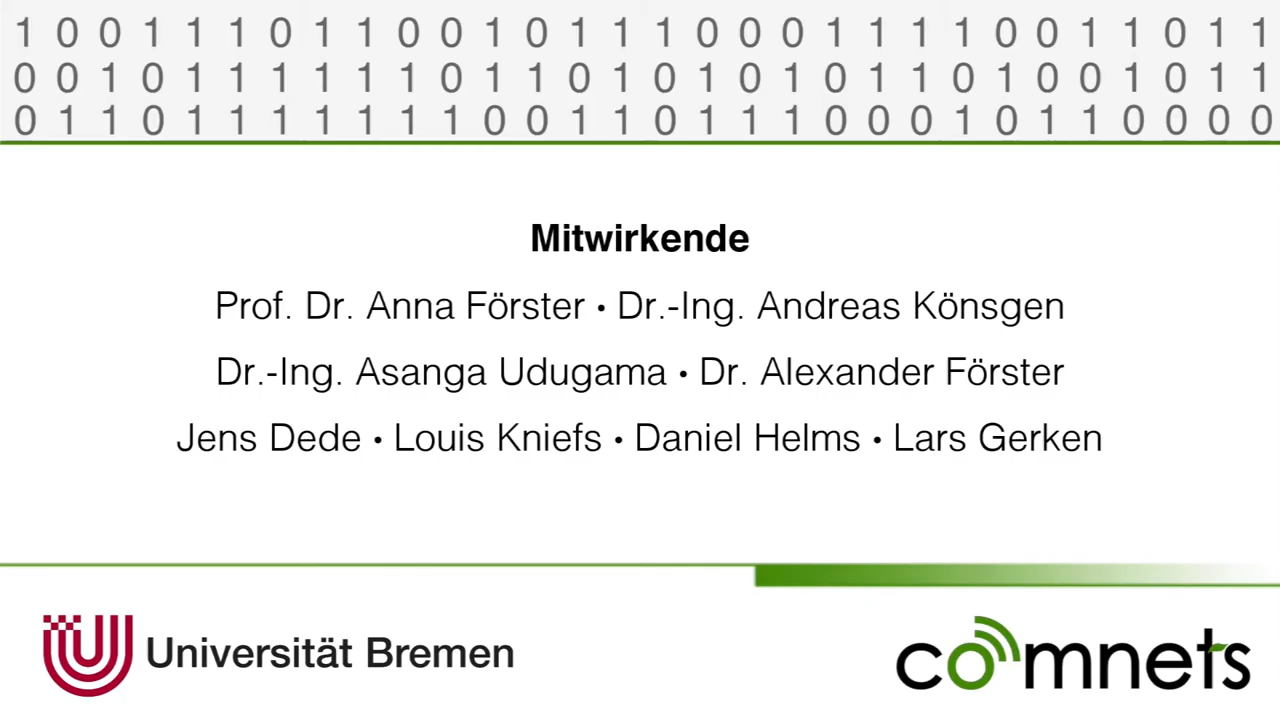 1 0 0 1 1 1 0 1 1 0 0 1 0 1 1 1 0 0 0 1 1 1 1 0 0 1 1 0 1 1
0 0 1 0 1 1 1 1 1 1 0 1 1 0 1 0 1 0 1 0 1 1 0 1 0 0 1 0 1 1
0 1 1 0 1 1 1 1 1 1 1 0 0 1 1 0 1 1 1 0 0 0 1 0 1 1 0 0 0 0
Mitwirkende
Prof. Dr. Anna Förster • Dr.-Ing. Andreas Könsgen
Dr.-Ing. Asanga Udugama • Dr. Alexander Förster
Jens Dede • Louis Kniefs • Daniel Helms • Lars Gerken
Universität Bremen
comnets